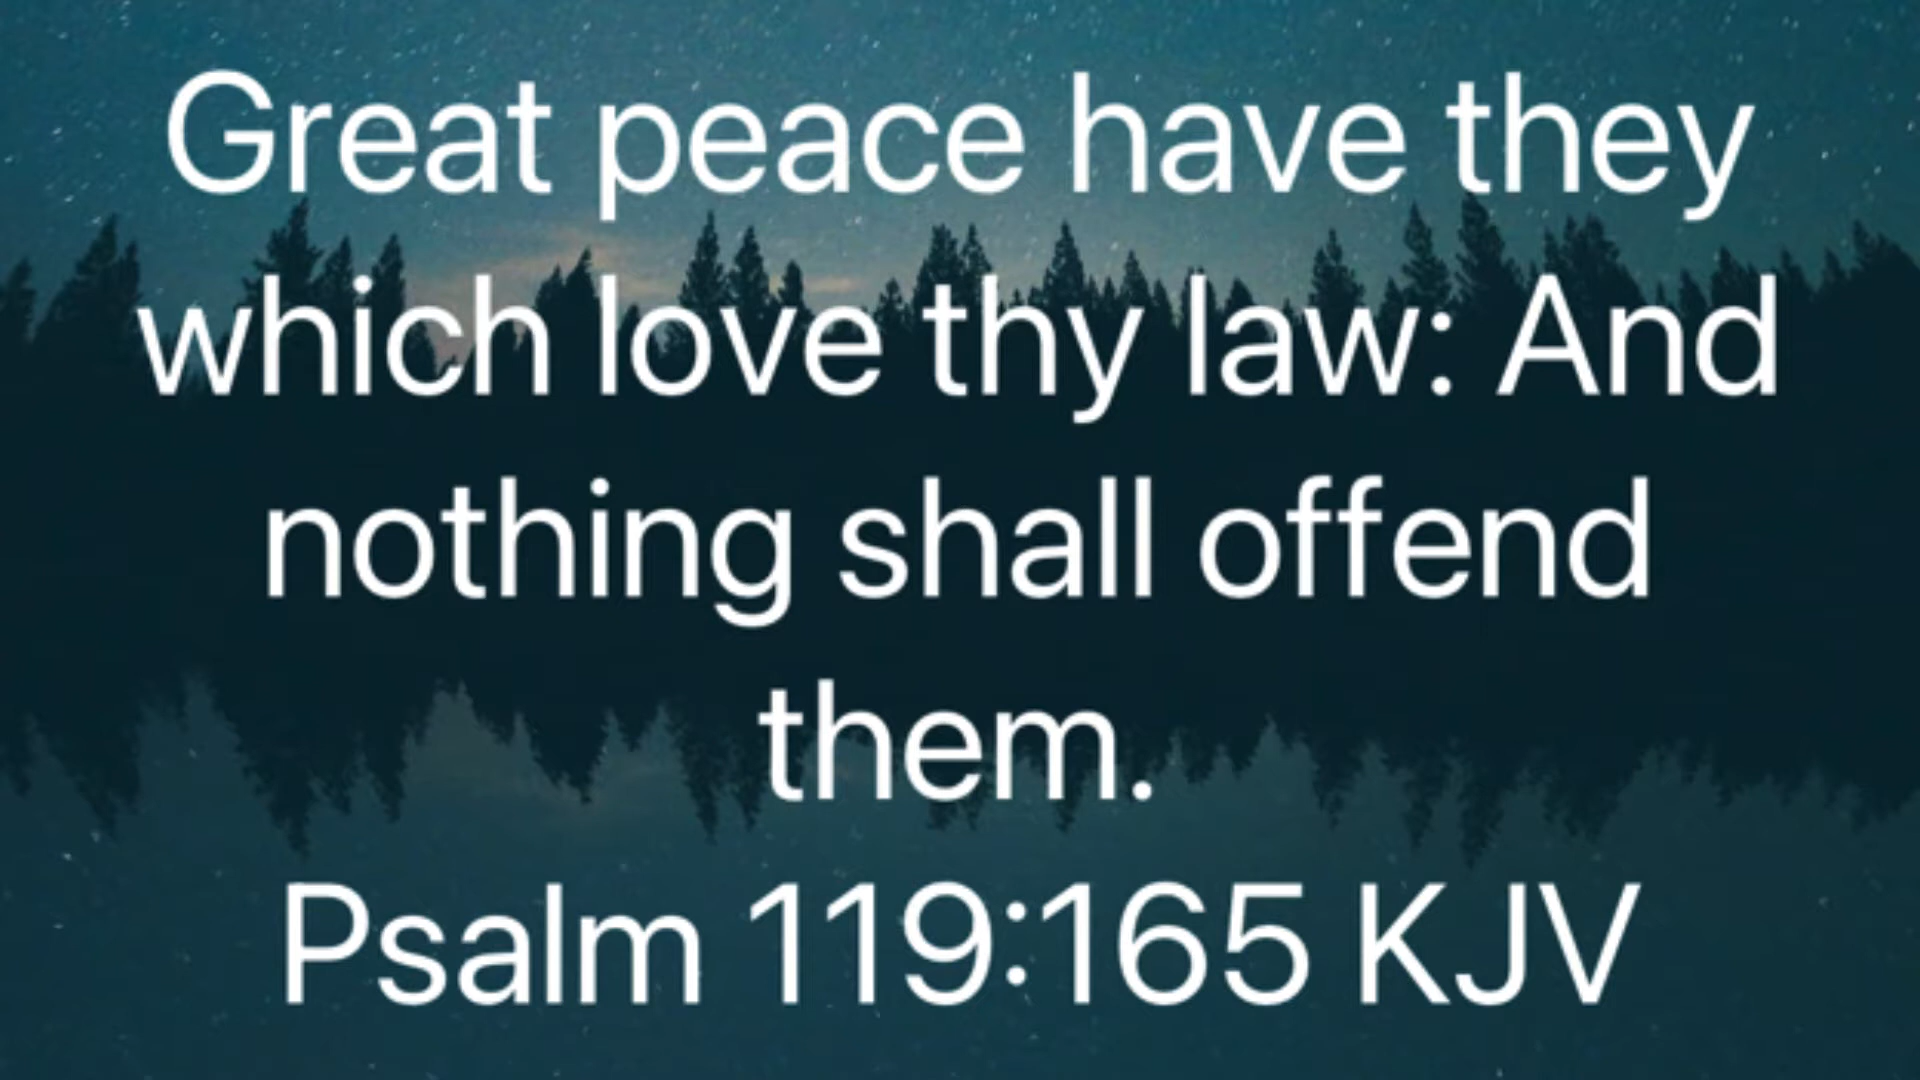 Great peace have they
which love thy law: And
nothing shall offend
them.
Psalm 119:165 KJV